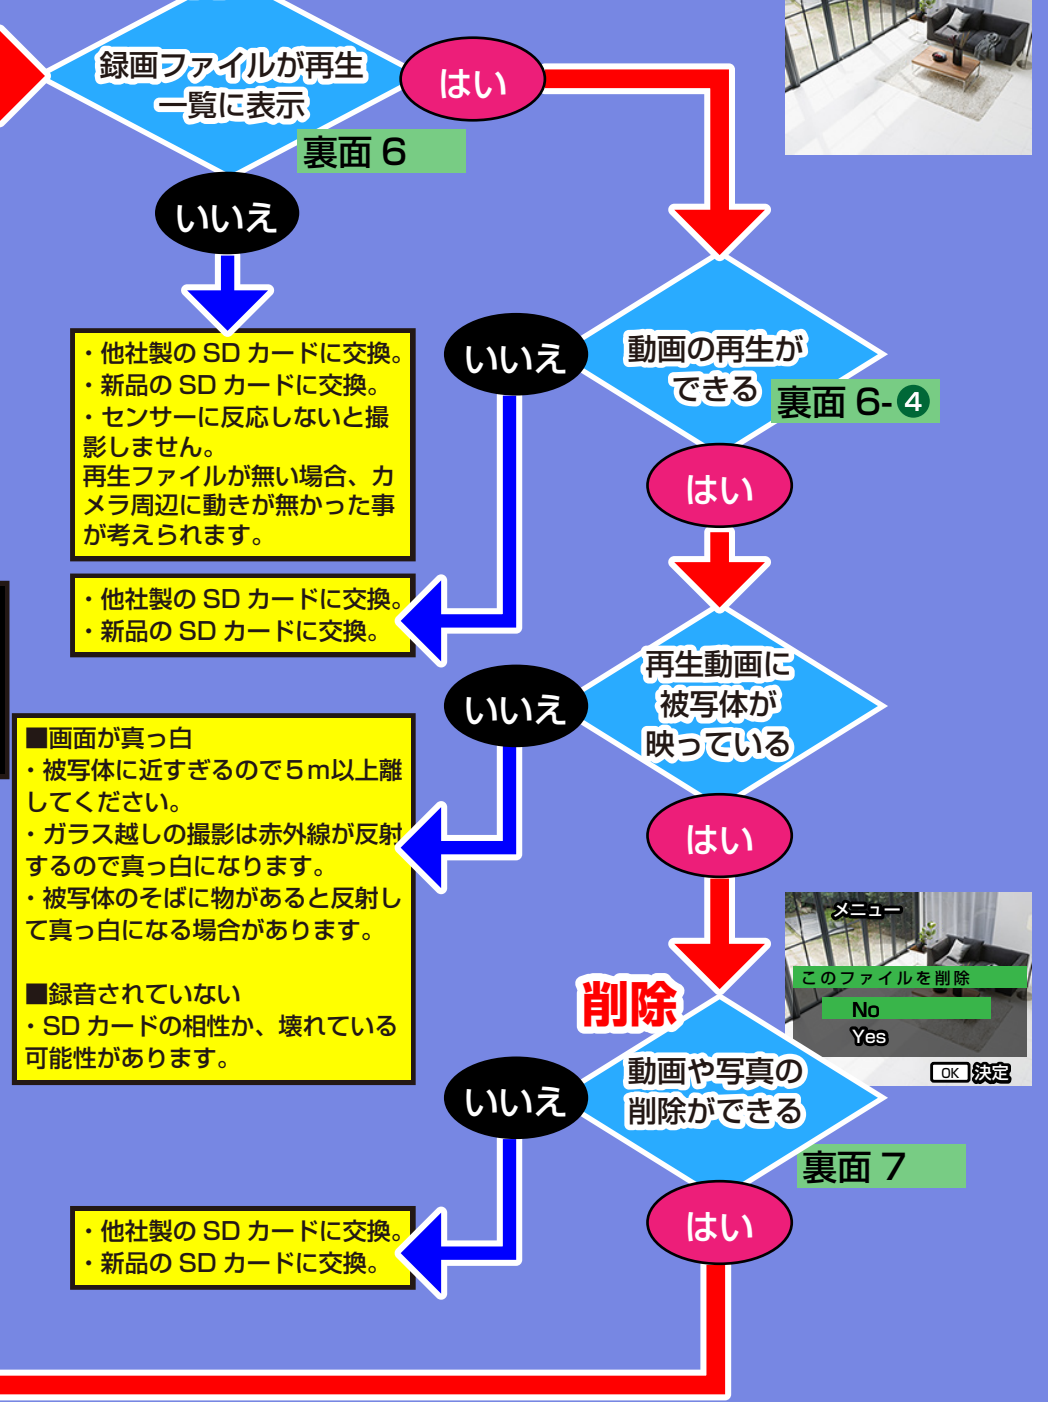 録画ファイルが再生
一覧に表示
はい
裏面 6
いいえ
・他社製の SD カードに交換。
・新品の SD カードに交換。
・センサーに反応しないと撮
影しません。
再生ファイルが無い場合、カ
メラ周辺に動きが無かった事
が考えられます。
いいえ
動画の再生が
できる
裏面 6-❹
はい
・他社製の SD カードに交換。
・新品の SD カードに交換。
いいえ
再生動画に
被写体が
映っている
はい
■画面が真っ白
・被写体に近すぎるので５ｍ以上離
してください。
・ガラス越しの撮影は赤外線が反射
するので真っ白になります。
・被写体のそばに物があると反射し
て真っ白になる場合があります。
■録音されていない
・SD カードの相性か、壊れている
可能性があります。
メニュー
このファイルを削除
No
Yes
OK 決定
削除
いいえ
動画や写真の
削除ができる
裏面 7
はい
・他社製の SD カードに交換。
・新品の SD カードに交換。